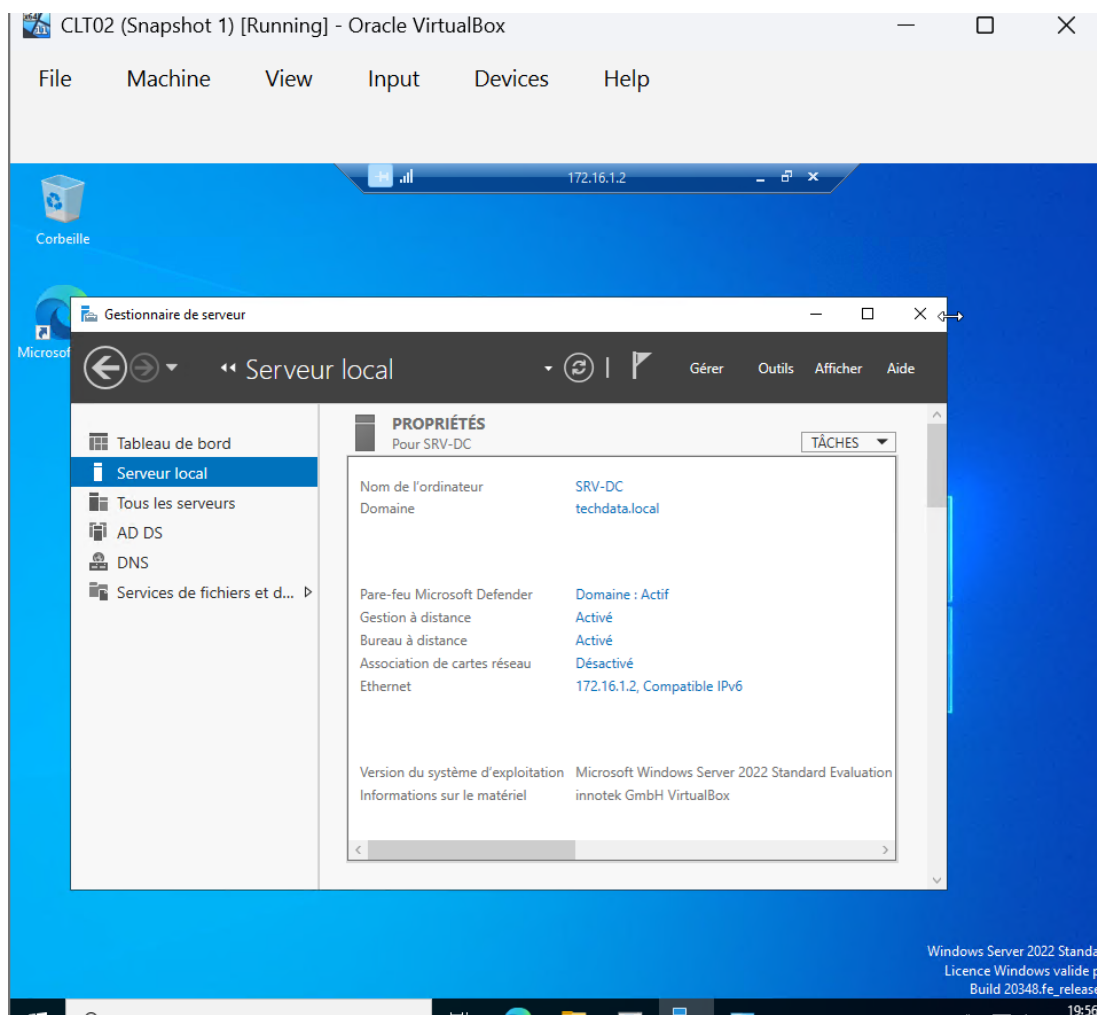 CLT02 (Snapshot 1) [Running] - Oracle VirtualBox
File Machine View Input Devices Help
172.16.1.2
Corbeille
Gestionnaire de serveur
Microsof
Serveur local
Gérer Outils Afficher Aide
Tableau de bord
Serveur local
Tous les serveurs
AD DS
DNS
Services de fichiers et d...
PROPRIÉTÉS
Pour SRV-DC
TÂCHES
Nom de l'ordinateur SRV-DC
Domaine techdata.local
Pare-feu Microsoft Defender Domaine : Actif
Gestion à distance Activé
Bureau à distance Activé
Association de cartes réseau Désactivé
Ethernet 172.16.1.2, Compatible IPv6
Version du système d'exploitation Microsoft Windows Server 2022 Standard Evaluation
Informations sur le matériel innotek GmbH VirtualBox
Windows Server 2022 Standa
Licence Windows valide p
Build 20348.fe_release
19:56